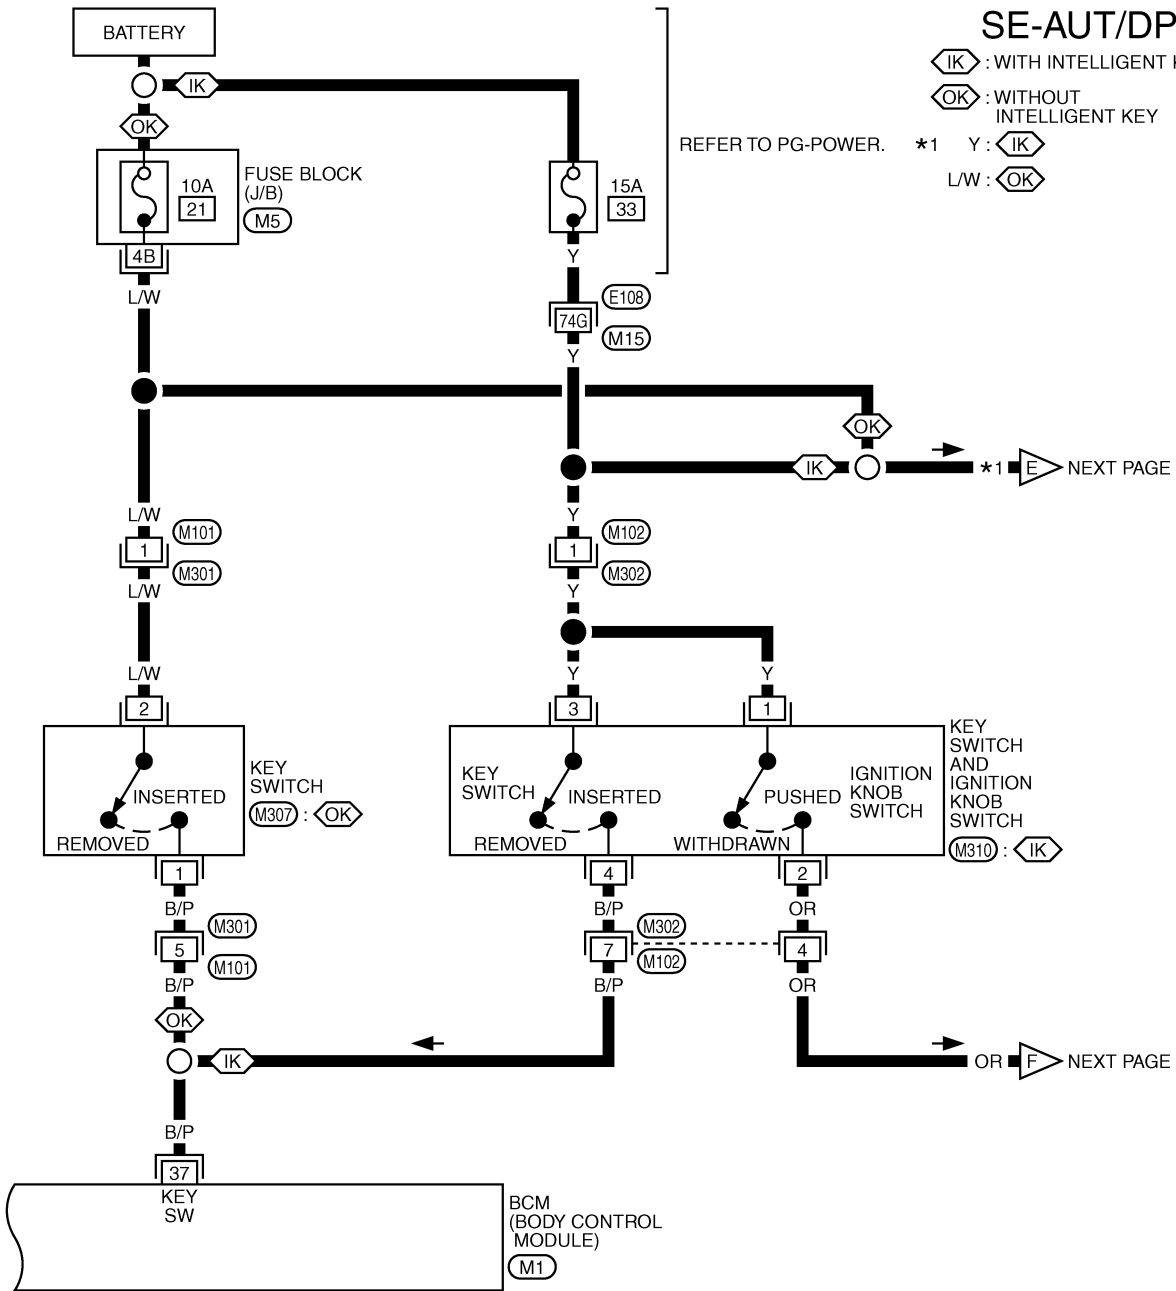 SE-AUT/DP
BATTERY
IK : WITH INTELLIGENT
OK : WITHOUT
INTELLIGENT KEY
IK
OK
REFER TO PG-POWER.
*1 Y : IK
L/W : OK
10A
21
FUSE BLOCK
(J/B)
M5
15A
33
4B
Y
L/W
E108
74G
M15
Y
OK
IK
*1
E
NEXT PAGE
L/W
Y
M101
M102
1
1
M301
M302
L/W
Y
L/W
Y
Y
2
3
1
KEY
SWITCH
M307 : OK
INSERTED
REMOVED
KEY
SWITCH
INSERTED
REMOVED
PUSHED
WITHDRAWN
IGNITION
KNOB
SWITCH
KEY
SWITCH
AND
IGNITION
KNOB
SWITCH
M310 : IK
1
4
2
B/P
B/P
OR
M301
M302
5
7
4
M101
M102
B/P
B/P
OR
OK
IK
OR
F
NEXT PAGE
B/P
37
KEY
SW
BCM
(BODY CONTROL
MODULE)
M1